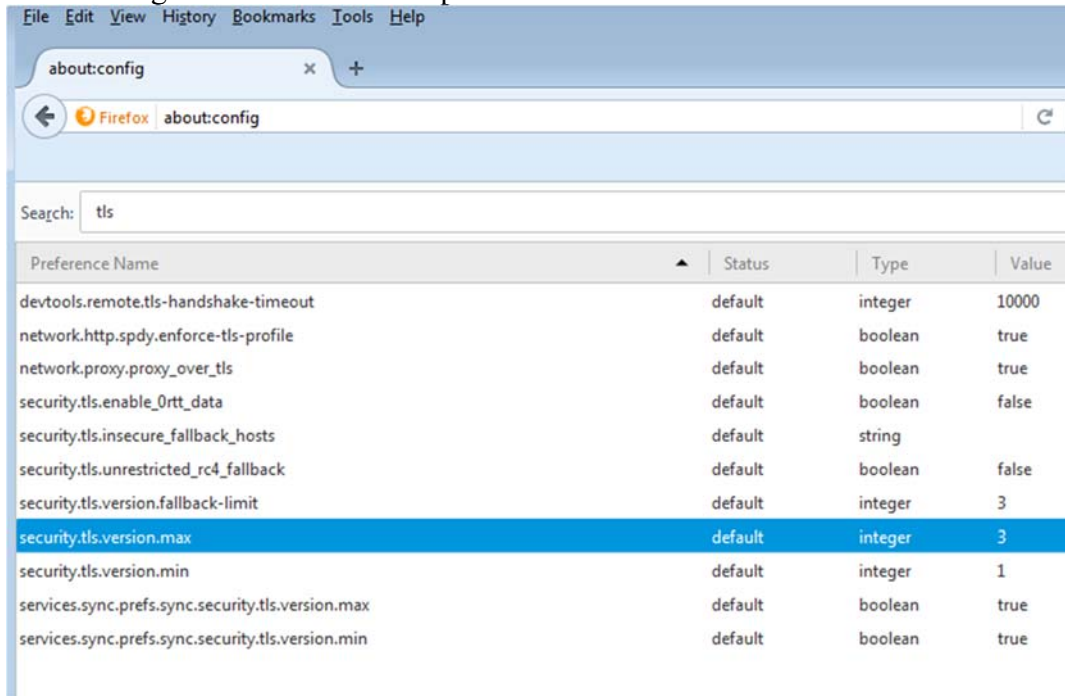 File Edit View History Bookmarks Tools Help
about:config × +
Firefox about:config
Search: tls
Preference Name Status Type Value
devtools.remote.tls-handshake-timeout default integer 10000
network.http.spdy.enforce-tls-profile default boolean true
network.proxy.proxy_over_tls default boolean true
security.tls.enable_0rtt_data default boolean false
security.tls.insecure_fallback_hosts default string
security.tls.unrestricted_rc4_fallback default boolean false
security.tls.version.fallback-limit default integer 3
security.tls.version.max default integer 3
security.tls.version.min default integer 1
services.sync.prefs.sync.security.tls.version.max default boolean true
services.sync.prefs.sync.security.tls.version.min default boolean true